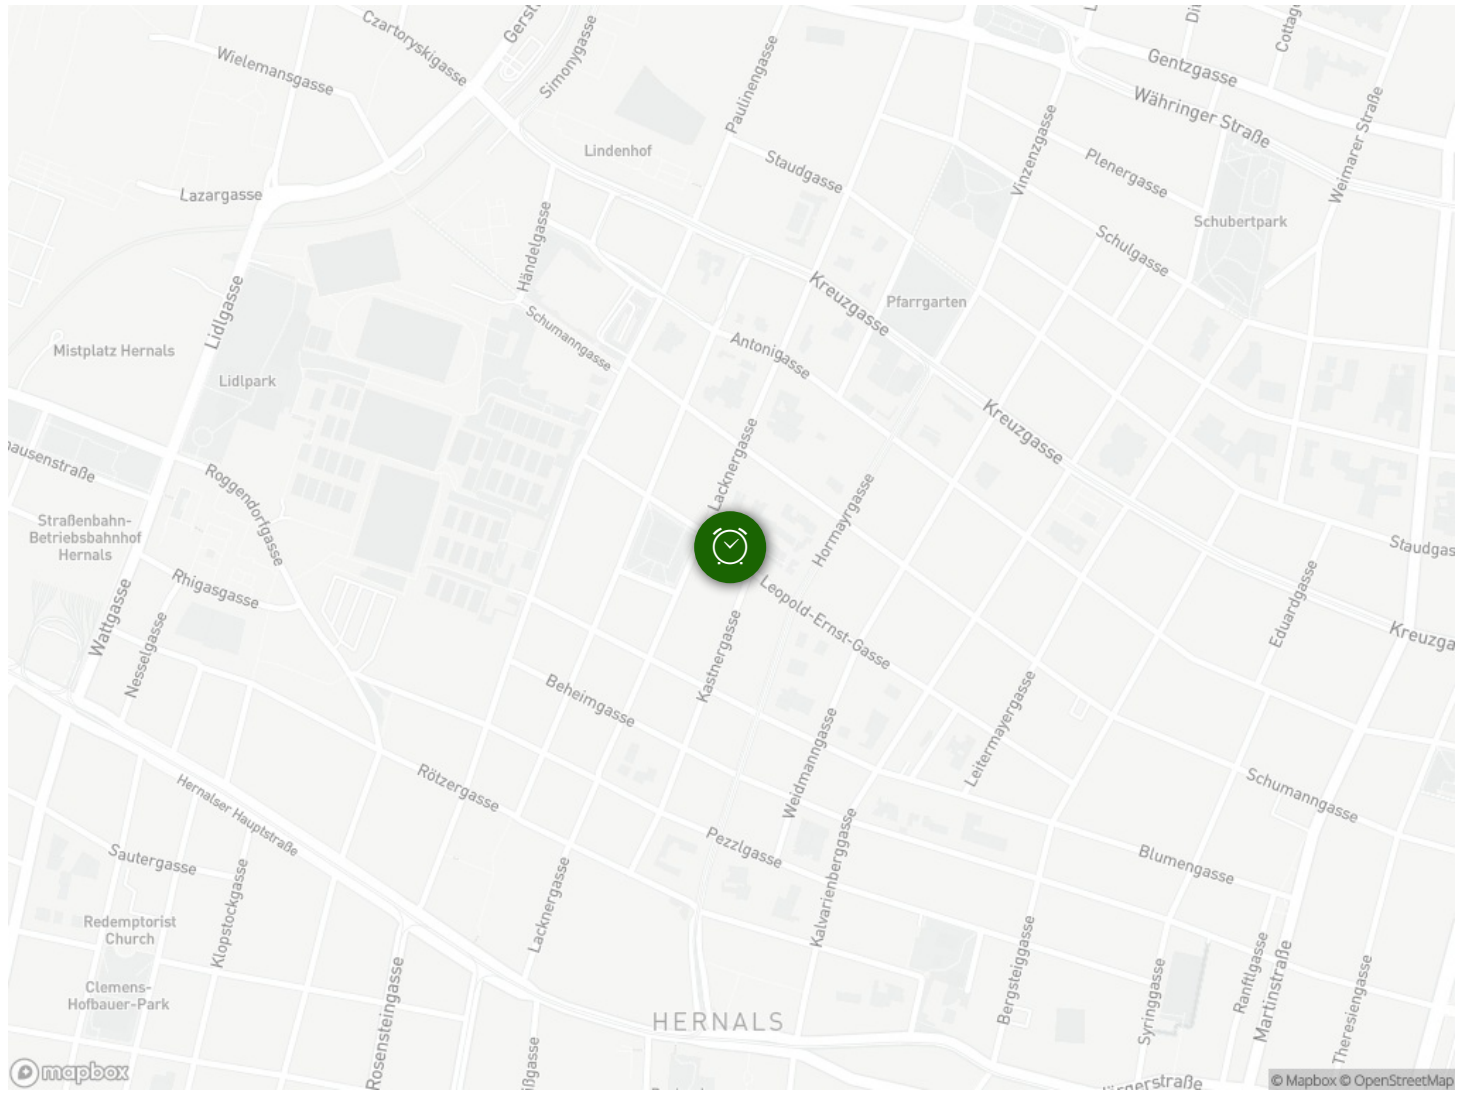 Czartoryskigasse
Gerst
Simonygasse
Wielemansgasse
Paulinengasse
Cottag
Gentzgasse
Währinger Straße
Weimarer Straße
Lindenhof
Staudgasse
Vinzenzgasse
Plenergasse
Lazargasse
Händelgasse
Schubertpark
Schulgasse
Lidlgasse
Kreuzgasse
Pfarrgarten
Schumanngasse
Antonigasse
Mistplatz Hernals
Lidlpark
Kreuzgasse
Lacknergasse
ausenstraße
Roggendorfgasse
Hormayrgasse
Straßenbahn-
Betriebsbahnhof
Hernals
Staudgas
Rhigasgasse
Wattgasse
Nesselgasse
Leopold-Ernst-Gasse
Eduardgasse
Kreuzga
Kastnergasse
Beheimgasse
Leitermayergasse
Weidmanngasse
Rötzergasse
Hernalser Hauptstraße
Schumanngasse
Pezzlgasse
Kalvarienberggasse
Blumengasse
Sautergasse
Klopstockgasse
Lacknergasse
Redemptorist
Church
Clemens-
Hofbauer-Park
Rosensteingasse
Bergsteiggasse
Syringgasse
Ranftlgasse
Martinstraße
Theresiengasse
HERNALS
ißgasse
örgerstraße
mapbox
© Mapbox © OpenStreetMap